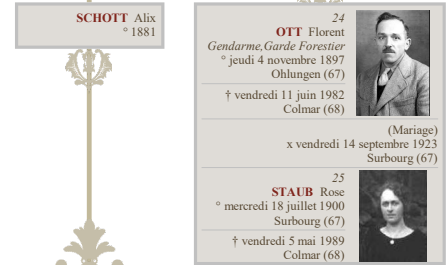 SCHOTT Alix
° 1881
24
OTT Florent
Gendarme,Garde Forestier
° jeudi 4 novembre 1897
Ohlungen (67)
† vendredi 11 juin 1982
Colmar (68)
(Mariage)
x vendredi 14 septembre 1923
Surbourg (67)
25
STAUB Rose
° mercredi 18 juillet 1900
Surbourg (67)
† vendredi 5 mai 1989
Colmar (68)